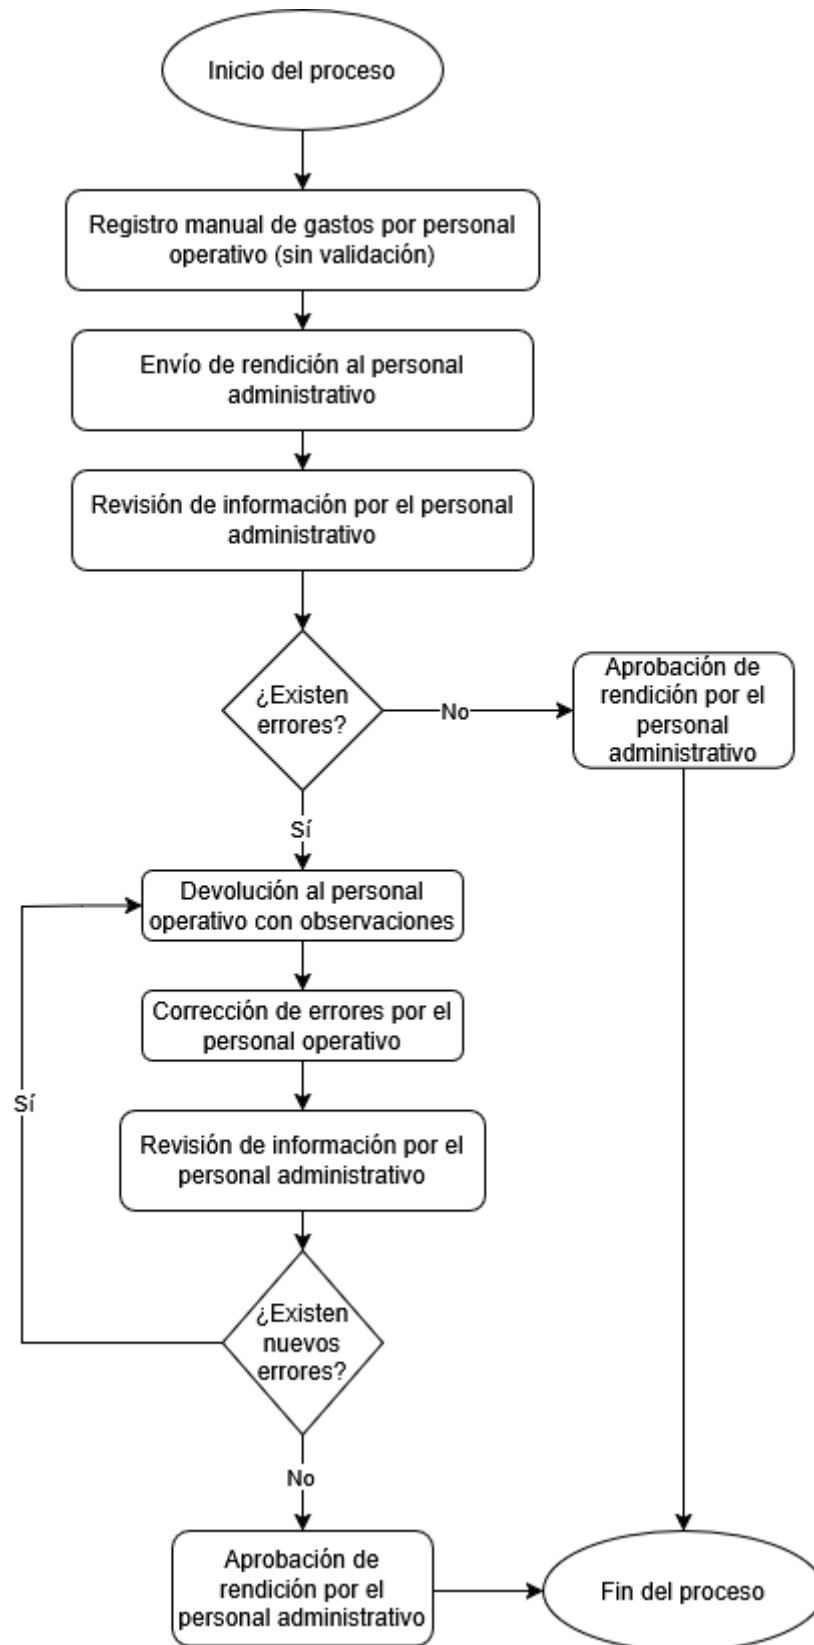 Inicio del proceso
Registro manual de gastos por personal
operativo (sin validación)
Envío de rendición al personal
administrativo
Revisión de información por el personal
administrativo
¿Existen
errores?
No
Aprobación de
rendición por el
personal
administrativo
Sí
Devolución al personal
operativo con observaciones
Corrección de errores por el
personal operativo
Sí
Revisión de información por el
personal administrativo
¿Existen
nuevos
errores?
No
Aprobación de
rendición por el
personal administrativo
Fin del proceso